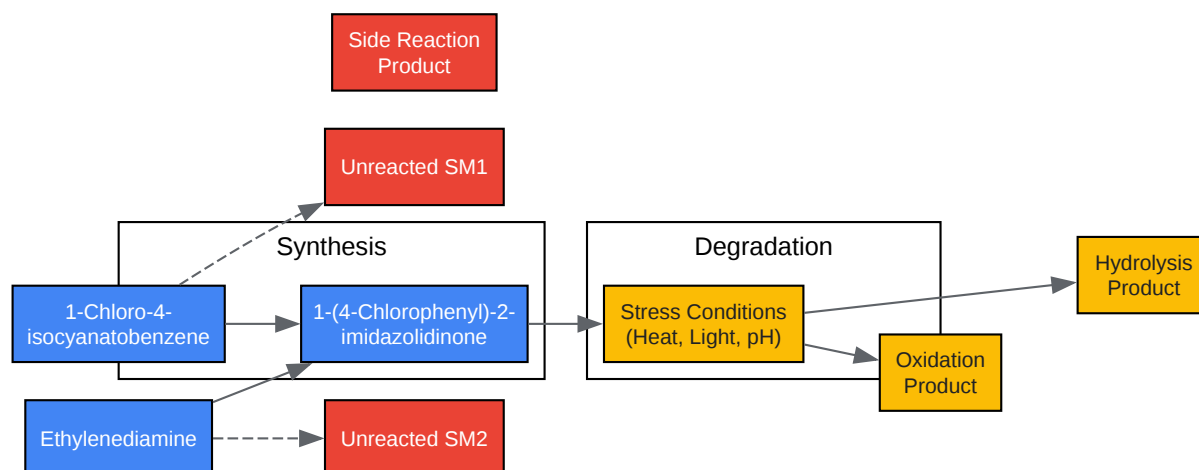 Side Reaction
Product
Unreacted SM1
Synthesis
Degradation
1-Chloro-4-
isocyanatobenzene
1-(4-Chlorophenyl)-2-
imidazolidinone
Stress Conditions
(Heat, Light, pH)
Hydrolysis
Product
Oxidation
Product
Ethylenediamine
Unreacted SM2